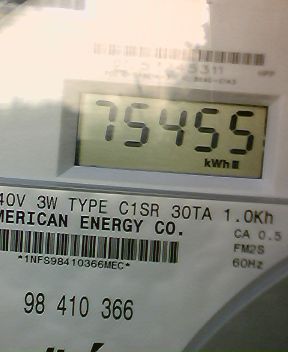 75455
kWh
40V 3W TYPE C1SR 30TA 1.0Kh
MERICAN ENERGY CO.
CA 0.5
FM2S
60Hz
*1NFS98410366MEC*
98 410 366